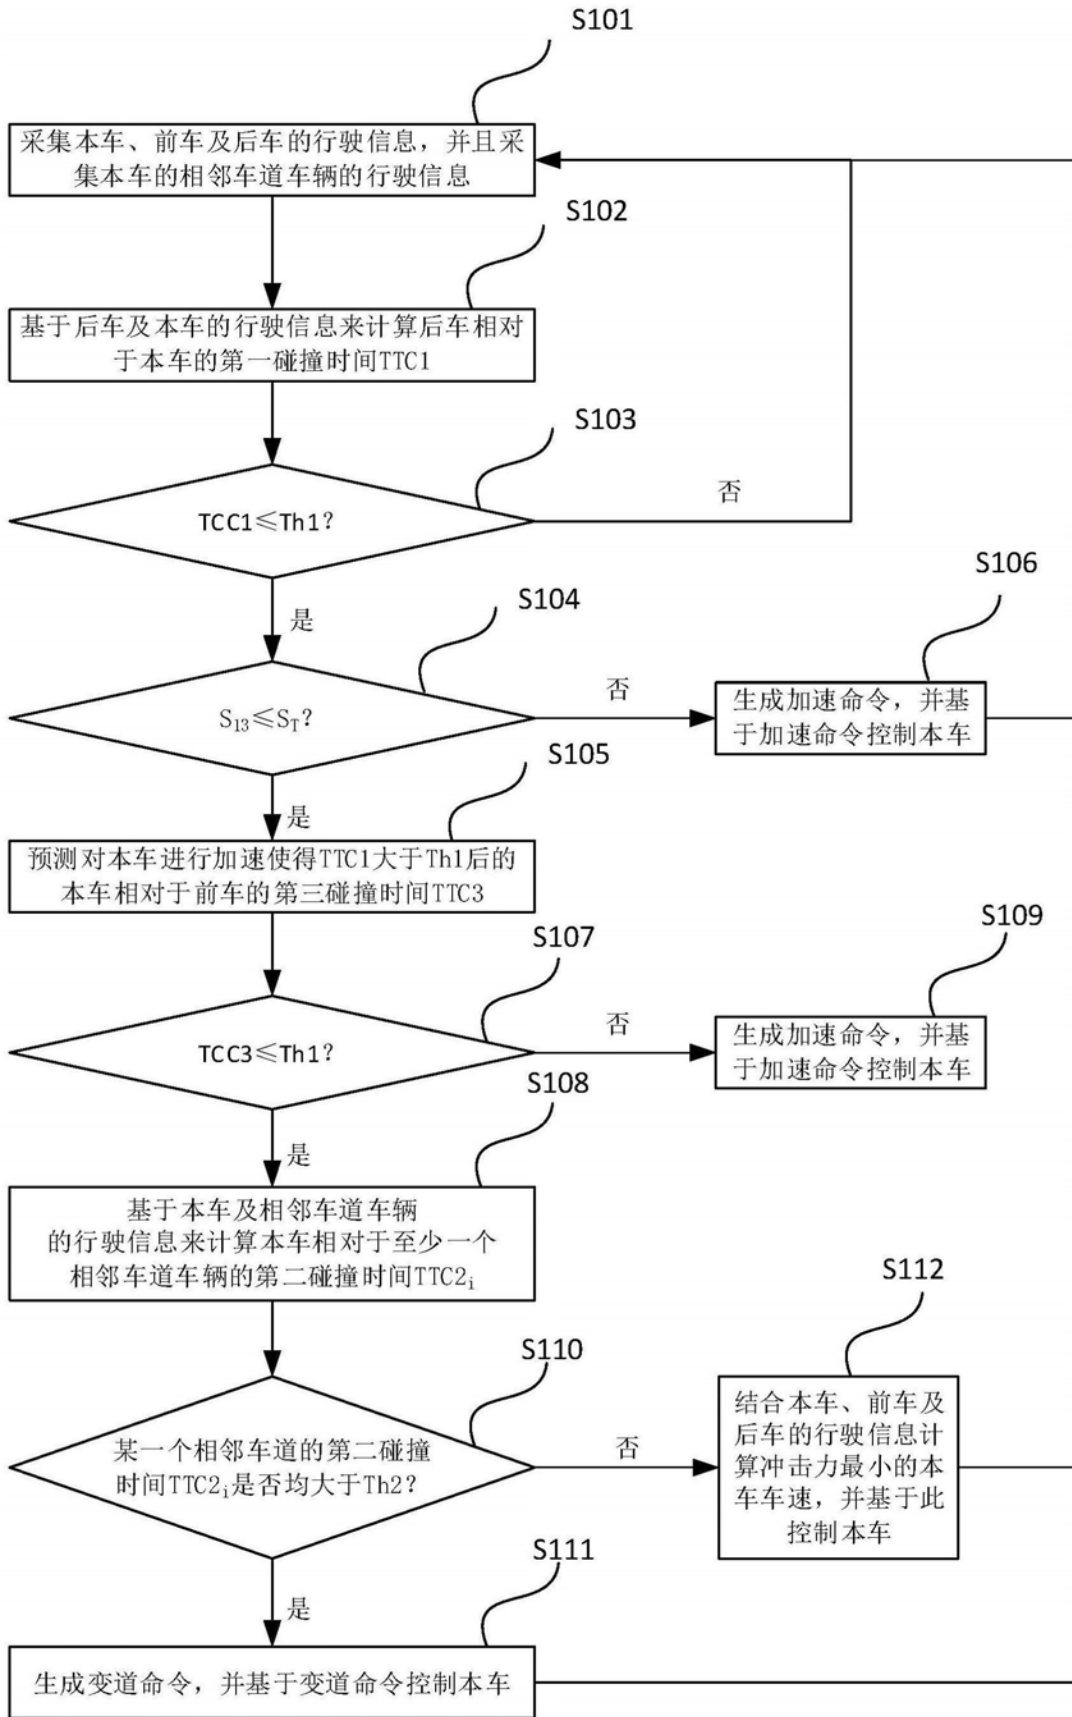 S101
采集本车、前车及后车的行驶信息，并且采
集本车的相邻车道车辆的行驶信息
S102
基于后车及本车的行驶信息来计算后车相对
于本车的第一碰撞时间TTC1
S103
TCC1≤Th1?
否
是
S104
S₁₃≤S_T?
否
S106
生成加速命令，并基
于加速命令控制本车
是
S105
预测对本车进行加速使得TTC1大于Th1后的
本车相对于前车的第三碰撞时间TTC3
S107
TCC3≤Th1?
否
S109
生成加速命令，并基
于加速命令控制本车
是
S108
基于本车及相邻车道车辆
的行驶信息来计算本车相对于至少一个
相邻车道车辆的第二碰撞时间TTC2ᵢ
S110
某一个相邻车道的第二碰撞
时间TTC2ᵢ是否均大于Th2?
否
S112
结合本车、前车及
后车的行驶信息计
算冲击力最小的本
车车速，并基于此
控制本车
是
S111
生成变道命令，并基于变道命令控制本车